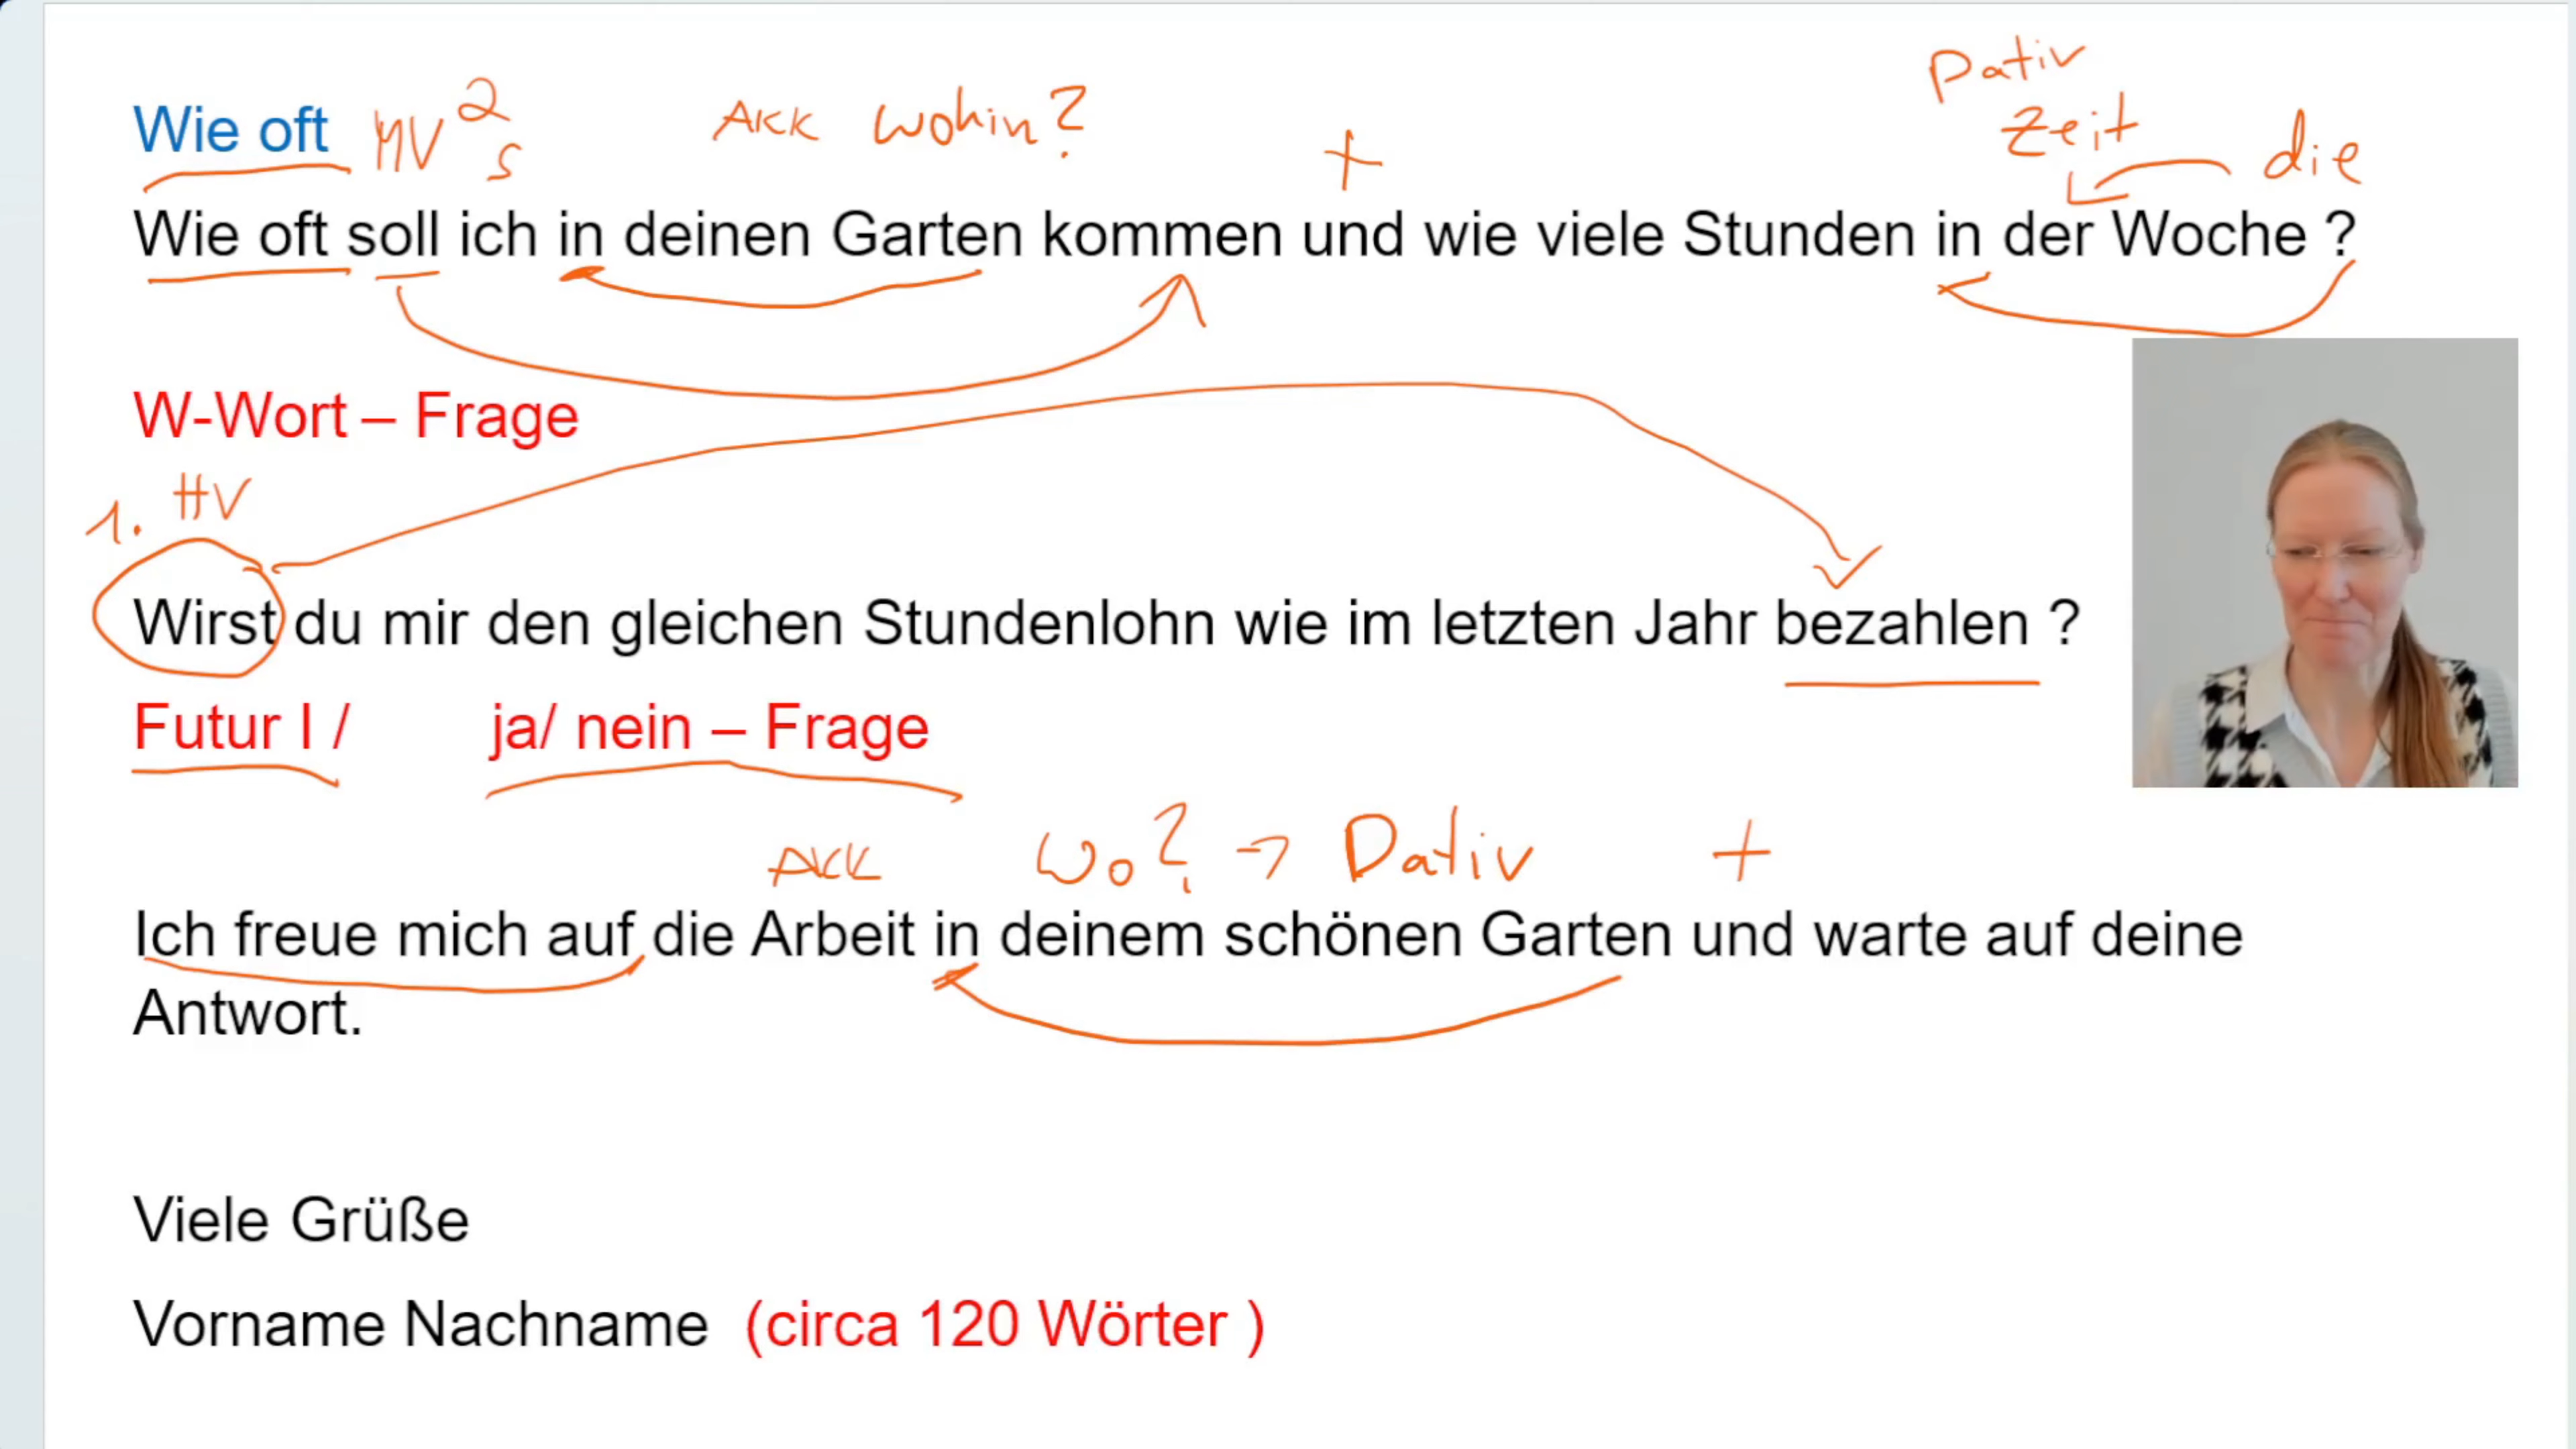 Dativ
Wie oft MV 2 s AKK wohin? + Zeit die
Wie oft soll ich in deinen Garten kommen und wie viele Stunden in der Woche ?
W-Wort – Frage
1. HV
Wirst du mir den gleichen Stundenlohn wie im letzten Jahr bezahlen ?
Futur I / ja/ nein – Frage
AKK Wo? → Dativ +
Ich freue mich auf die Arbeit in deinem schönen Garten und warte auf deine
Antwort.
Viele Grüße
Vorname Nachname (circa 120 Wörter )